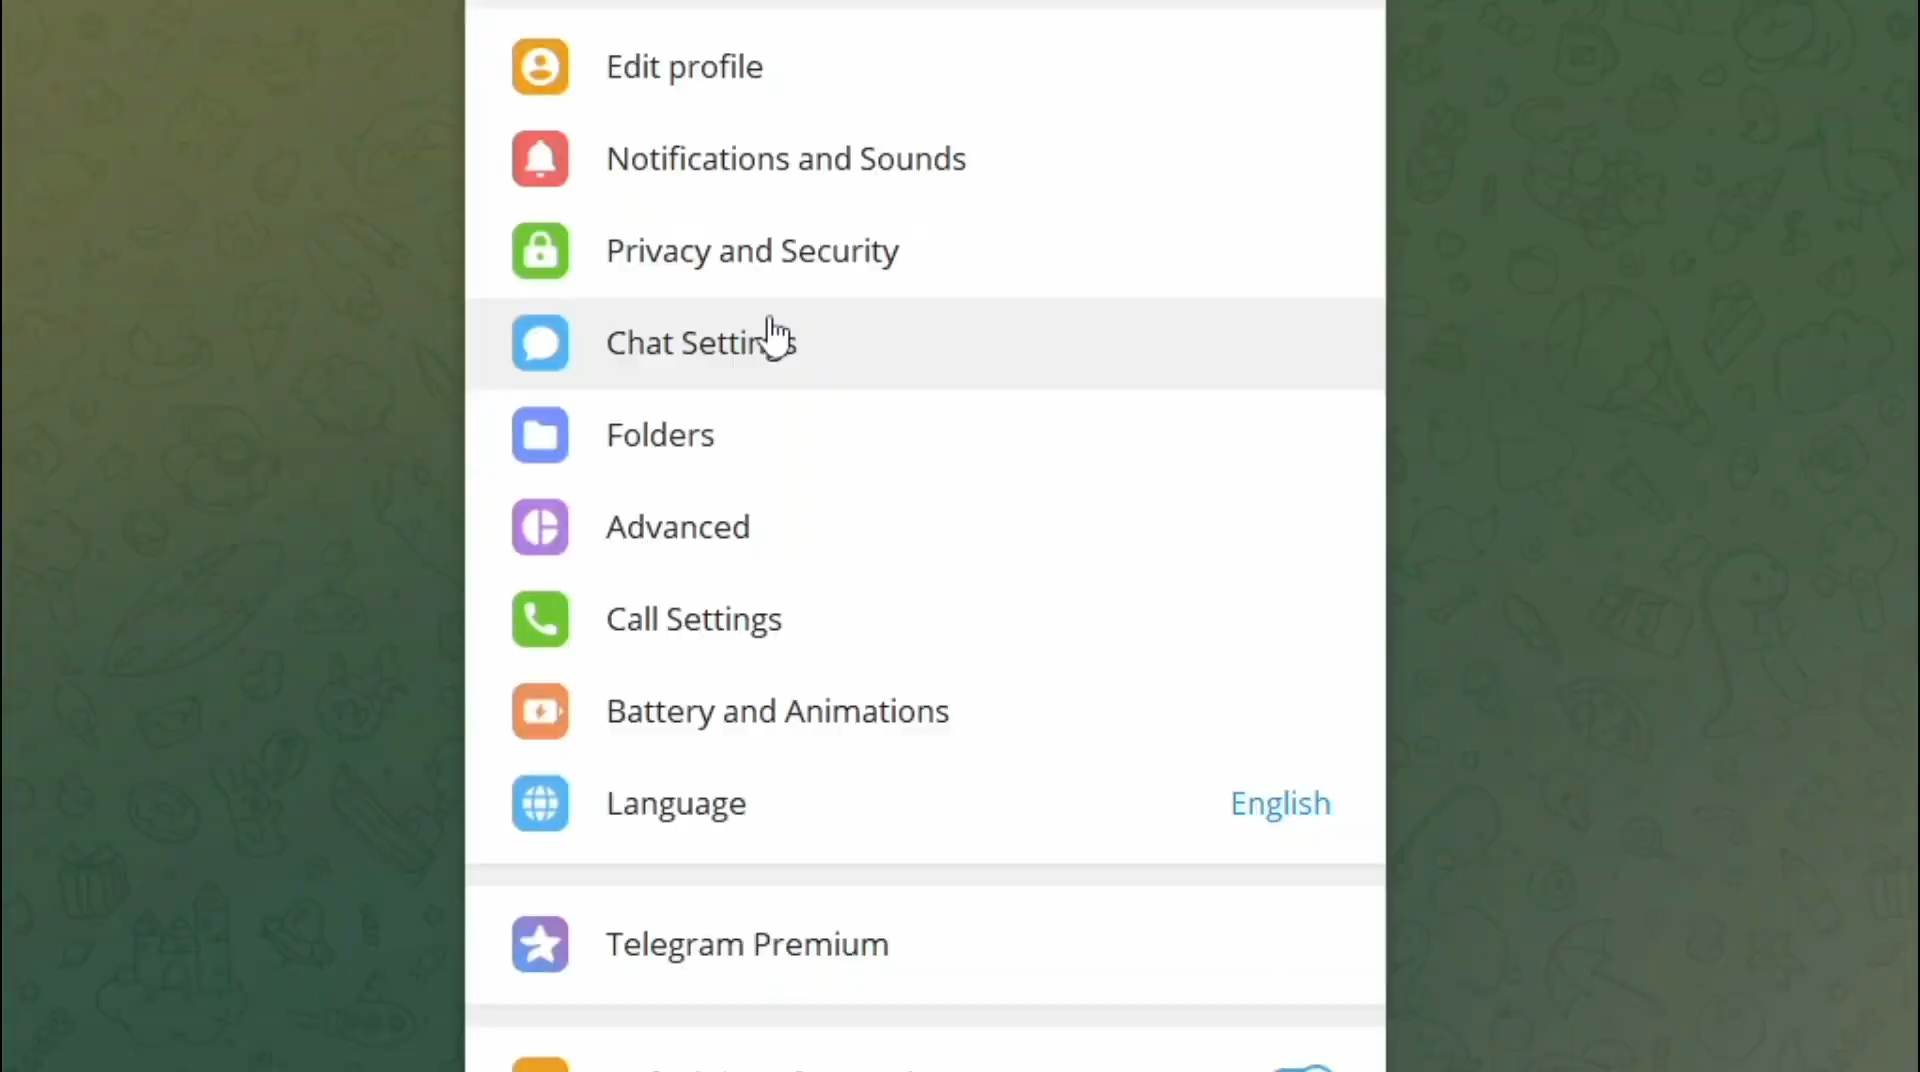 Edit profile
Notifications and Sounds
Privacy and Security
Chat Settings
Folders
Advanced
Call Settings
Battery and Animations
Language English
Telegram Premium